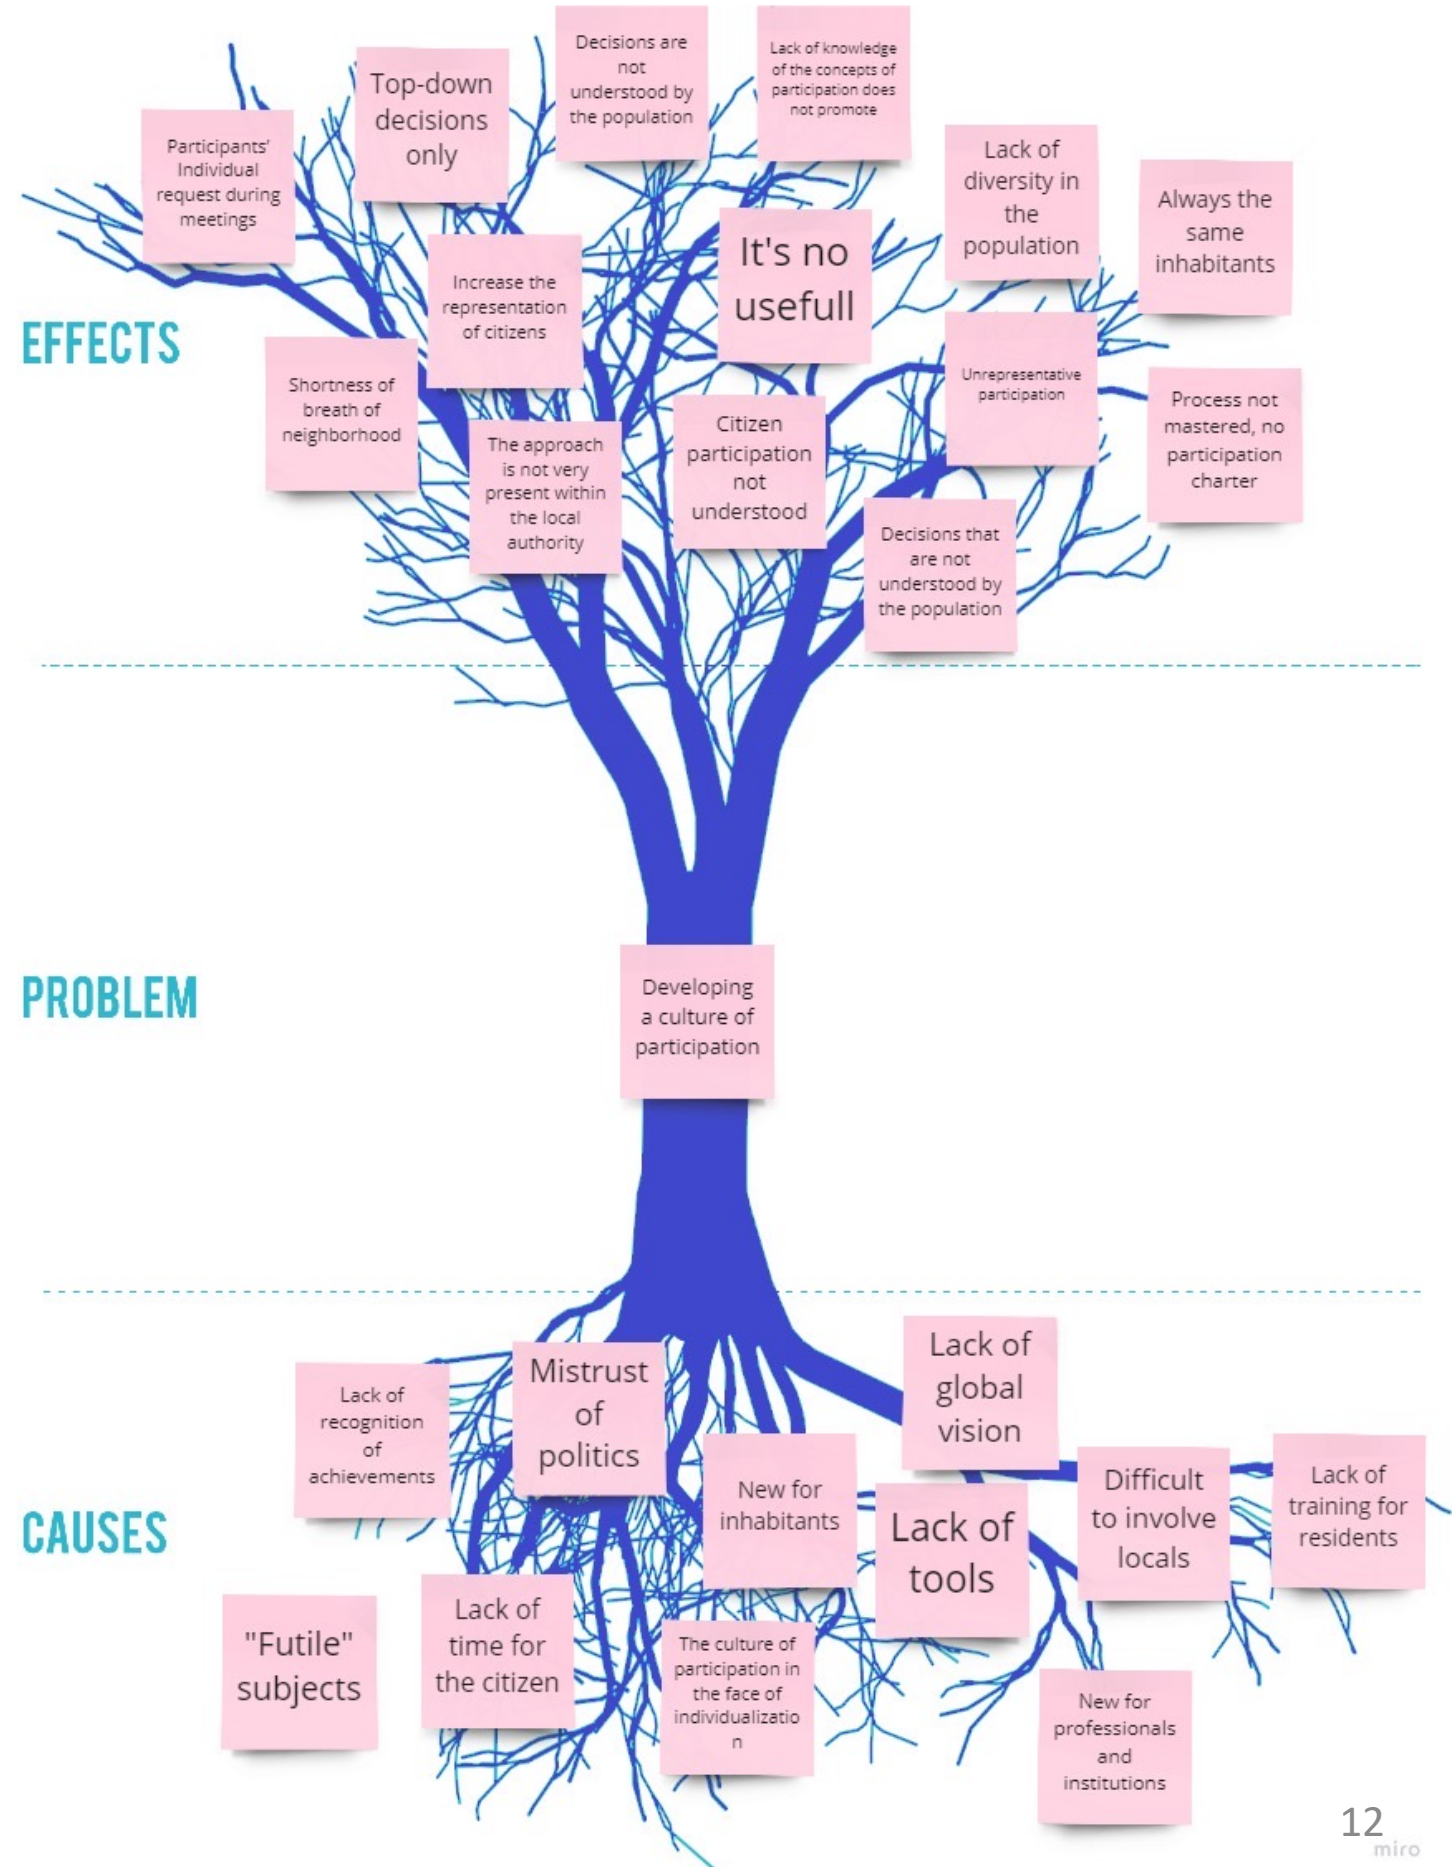 Decisions are
not
understood by
the population
Lack of knowledge
of the concepts of
participation does
not promote
Top-down
decisions
only
Participants'
Individual
request during
meetings
Lack of
diversity in
the
population
Always the
same
inhabitants
It's no
usefull
Increase the
representation
of citizens
EFFECTS
Shortness of
breath of
neighborhood
Unrepresentative
participation
Process not
mastered, no
participation
charter
The approach
is not very
present within
the local
authority
Citizen
participation
not
understood
Decisions that
are not
understood by
the population
PROBLEM
Developing
a culture of
participation
CAUSES
Lack of
recognition
of
achievements
Mistrust
of
politics
Lack of
global
vision
New for
inhabitants
Lack of
tools
Difficult
to involve
locals
Lack of
training for
residents
"Futile"
subjects
Lack of
time for
the citizen
The culture of
participation in
the face of
individualizatio
n
New for
professionals
and
institutions
12
miro